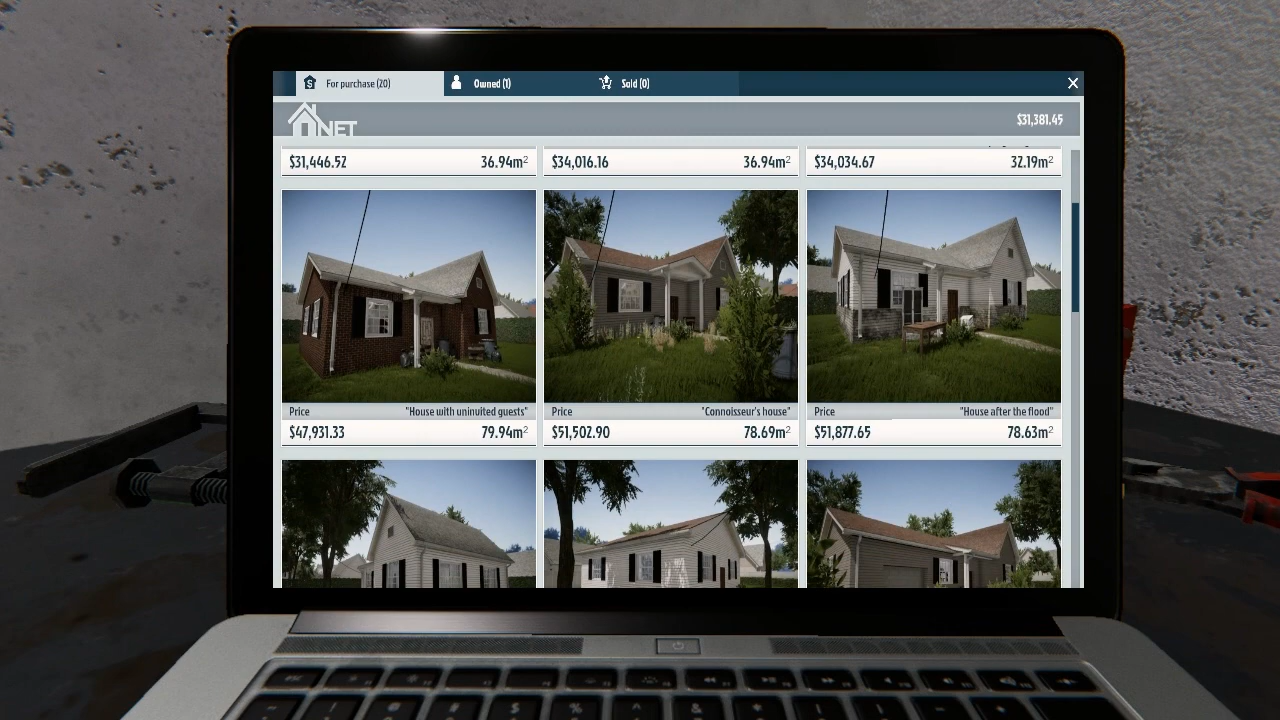 For purchase (20)
Owned (1)
Sold (0)
NET
$31,381.45
$31,446.52 36.94m²
$34,016.16 36.94m²
$34,034.67 32.19m²
Price "House with uninvited guests"
$47,931.33 79.94m²
Price "Connoisseur's house"
$51,502.90 78.69m²
Price "House after the flood"
$51,877.65 78.63m²